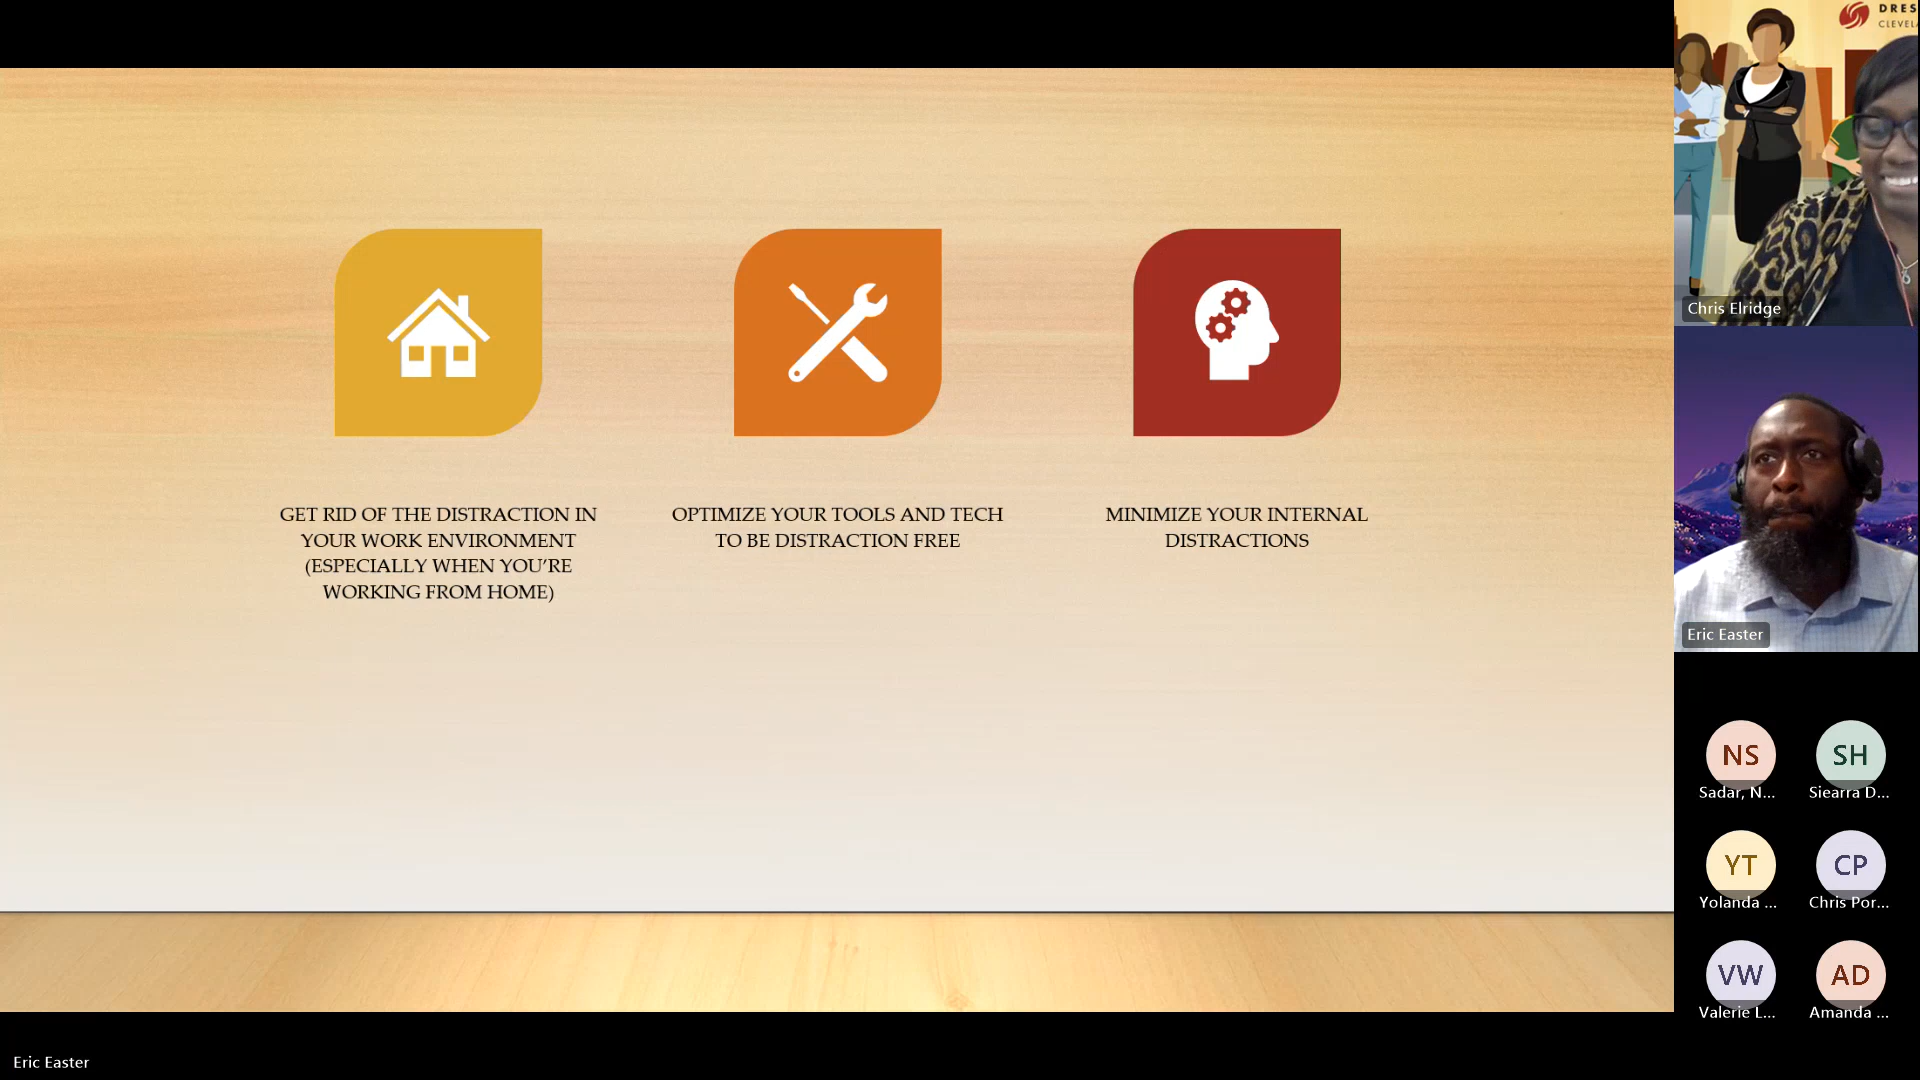 GET RID OF THE DISTRACTION IN
YOUR WORK ENVIRONMENT
(ESPECIALLY WHEN YOU’RE
WORKING FROM HOME)
OPTIMIZE YOUR TOOLS AND TECH
TO BE DISTRACTION FREE
MINIMIZE YOUR INTERNAL
DISTRACTIONS
DRES
CLEVELA
Chris Elridge
Eric Easter
NS
Sadar, N...
SH
Siearra D...
YT
Yolanda ...
CP
Chris Por...
VW
Valerie L...
AD
Amanda ...
Eric Easter